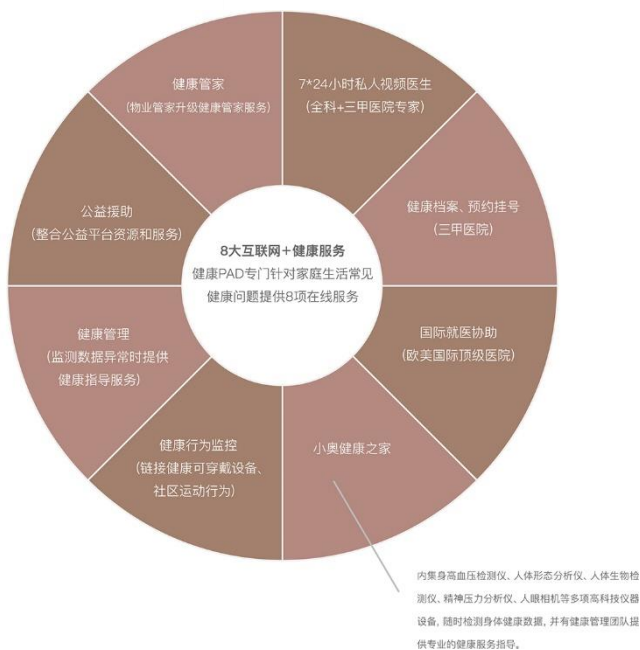 健康管家
(物业管家升级健康管家服务)
7*24小时私人视频医生
(全科+三甲医院专家)
公益援助
(整合公益平台资源和服务)
健康档案、预约挂号
(三甲医院)
8大互联网+健康服务
健康PAD专门针对家庭生活常见
健康问题提供8项在线服务
健康管理
(监测数据异常时提供
健康指导服务)
国际就医协助
(欧美国际顶级医院)
健康行为监控
(链接健康可穿戴设备、
社区运动行为)
小奥健康之家
内集身高血压检测仪、人体形态分析仪、人体生物检
测仪、精神压力分析仪、人眼相机等多项高科技仪器
设备,随时检测身体健康数据,并有健康管理团队提
供专业的健康服务指导。